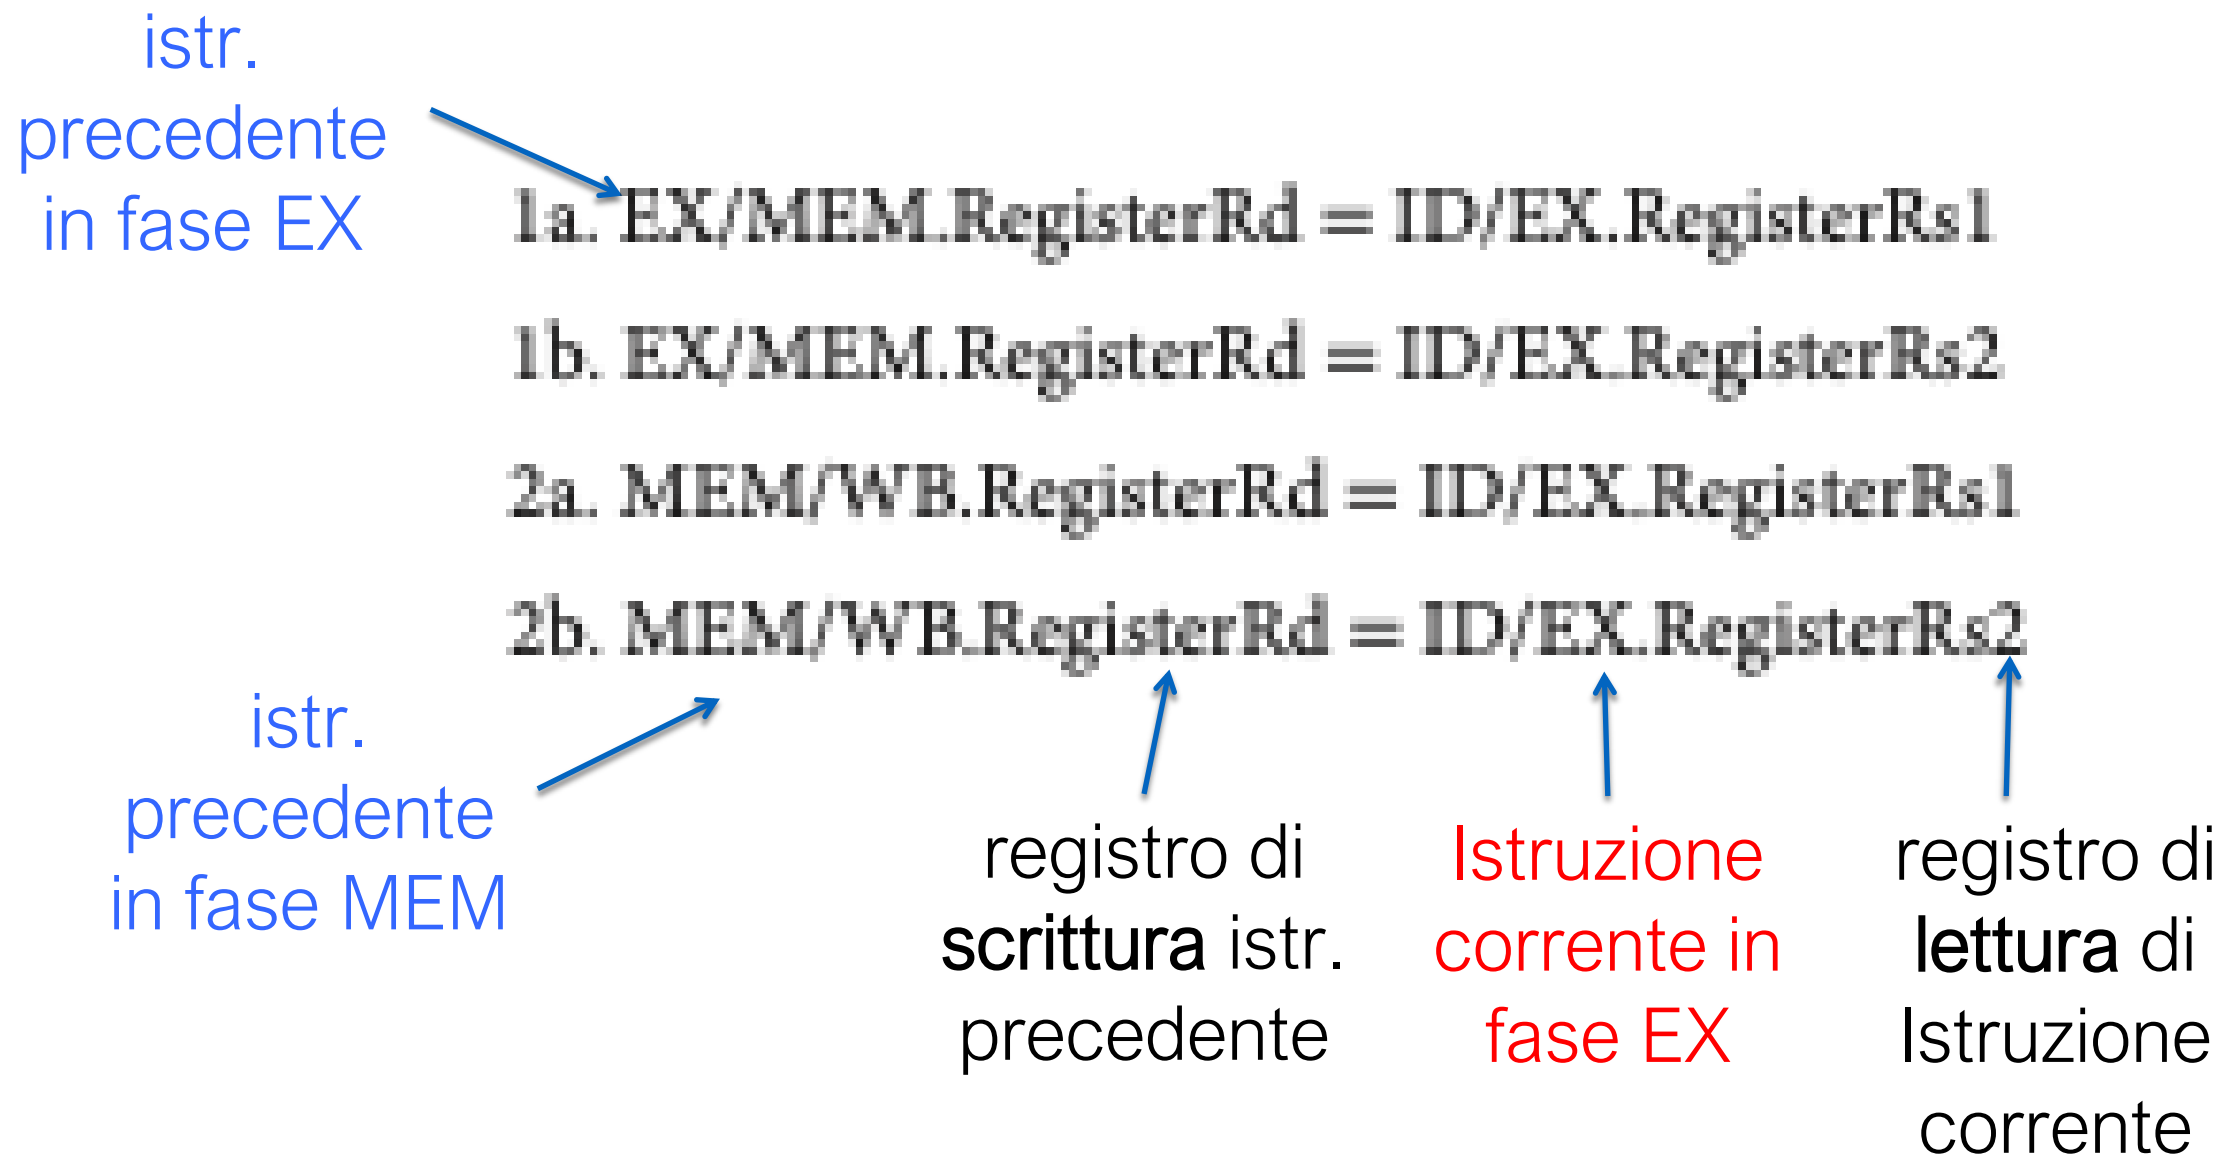 istr.
precedente
in fase EX
1a. EX/MEM.RegisterRd = ID/EX.RegisterRs1
1b. EX/MEM.RegisterRd = ID/EX.RegisterRs2
2a. MEM/WB.RegisterRd = ID/EX.RegisterRs1
2b. MEM/WB.RegisterRd = ID/EX.RegisterRs2
istr.
precedente
in fase MEM
registro di
scrittura istr.
precedente
Istruzione
corrente in
fase EX
registro di
lettura di
Istruzione
corrente